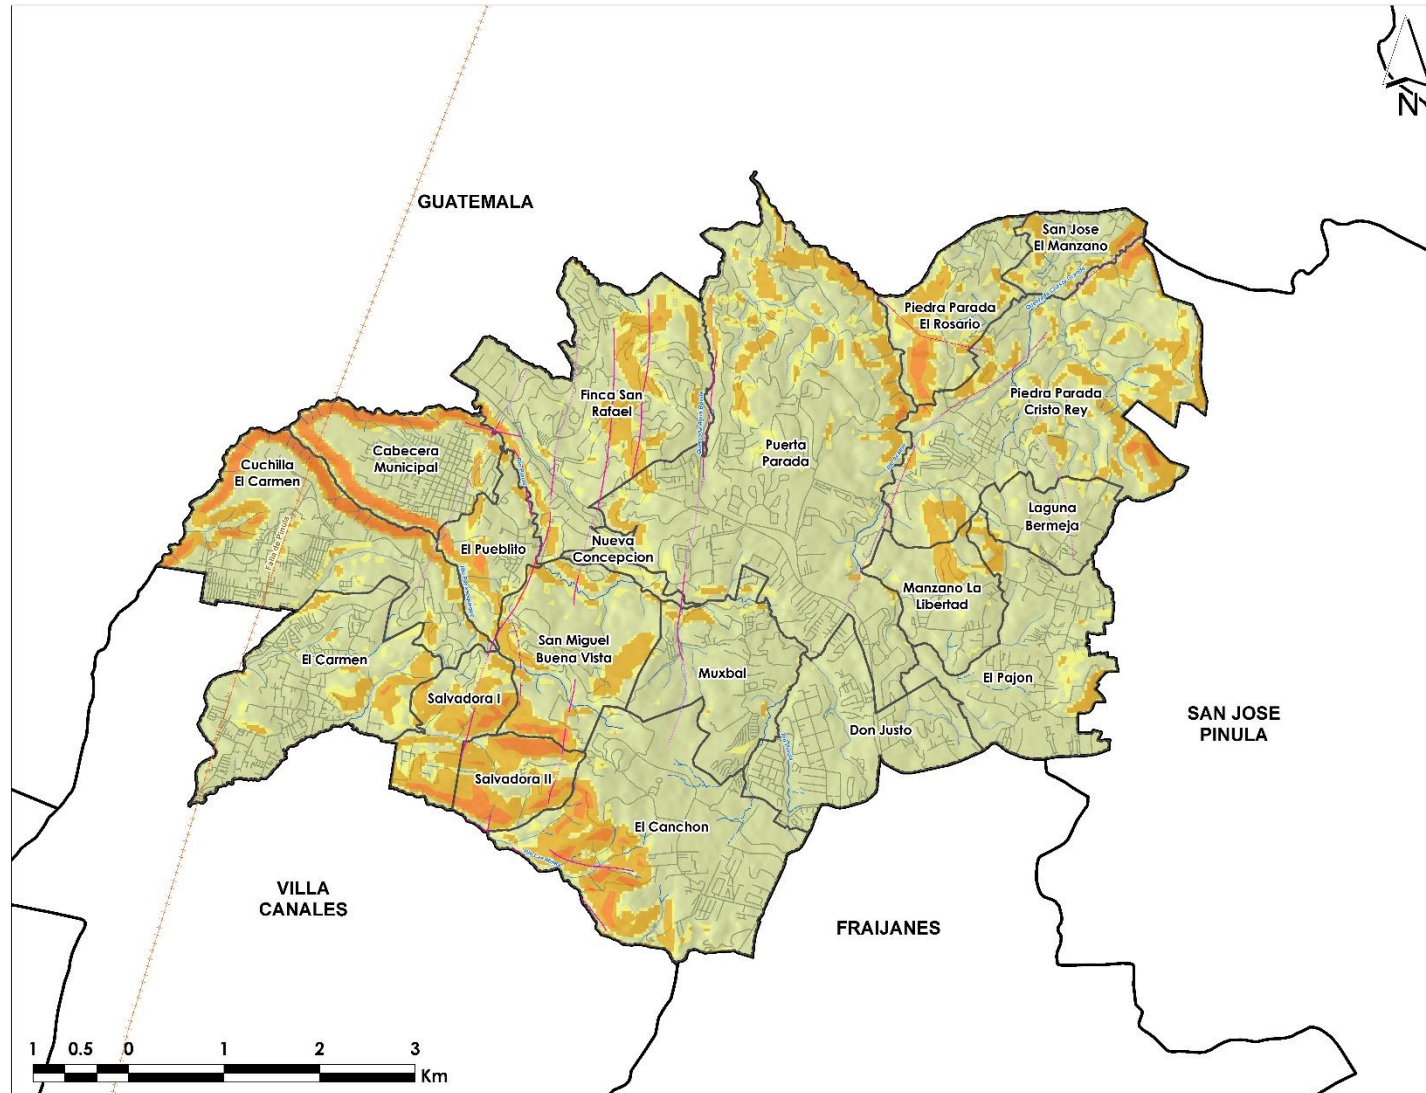 N
GUATEMALA
San Jose
El Manzano
Piedra Parada
El Rosario
Finca San
Rafael
Piedra Parada
Cristo Rey
Puerta
Parada
Cabecera
Municipal
Cuchilla
El Carmen
Laguna
Bermeja
El Pueblito
Nueva
Concepcion
Falla de Pinula
Manzano La
Libertad
San Miguel
Buena Vista
El Carmen
Muxbal
El Pajon
Salvadora I
Don Justo
SAN JOSE
PINULA
Salvadora II
El Canchon
VILLA
CANALES
FRAIJANES
1 0.5 0 1 2 3
Km